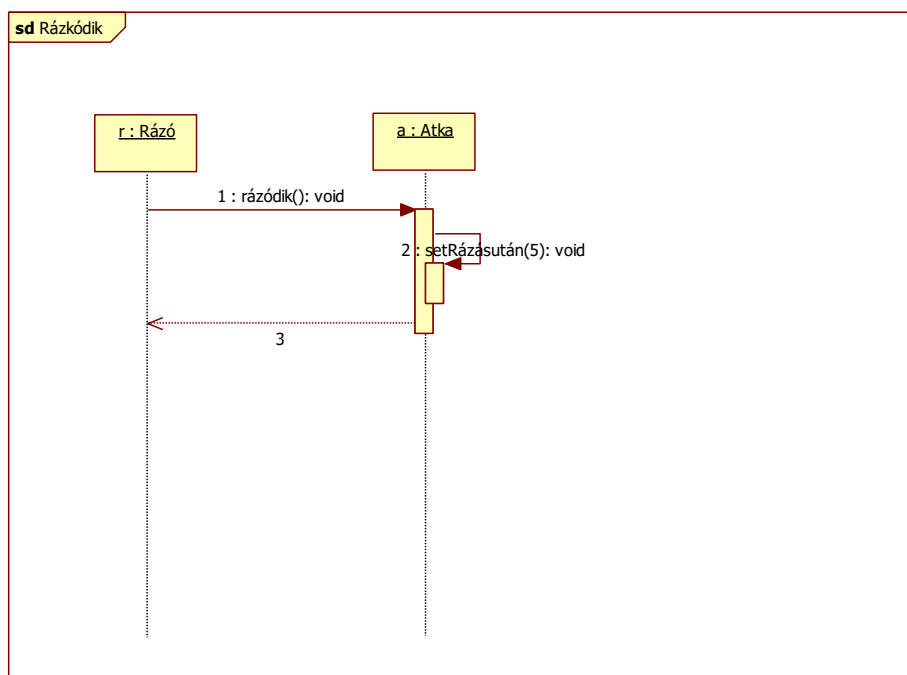 sd Rázkódik
r : Rázó
a : Atka
1 : rázódik(): void
2 : setRázásután(5): void
3